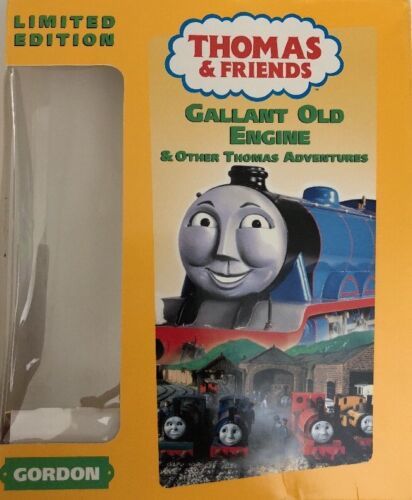 LIMITED
EDITION
THOMAS
& FRIENDS
GALLANT OLD
ENGINE
& OTHER THOMAS ADVENTURES
GORDON